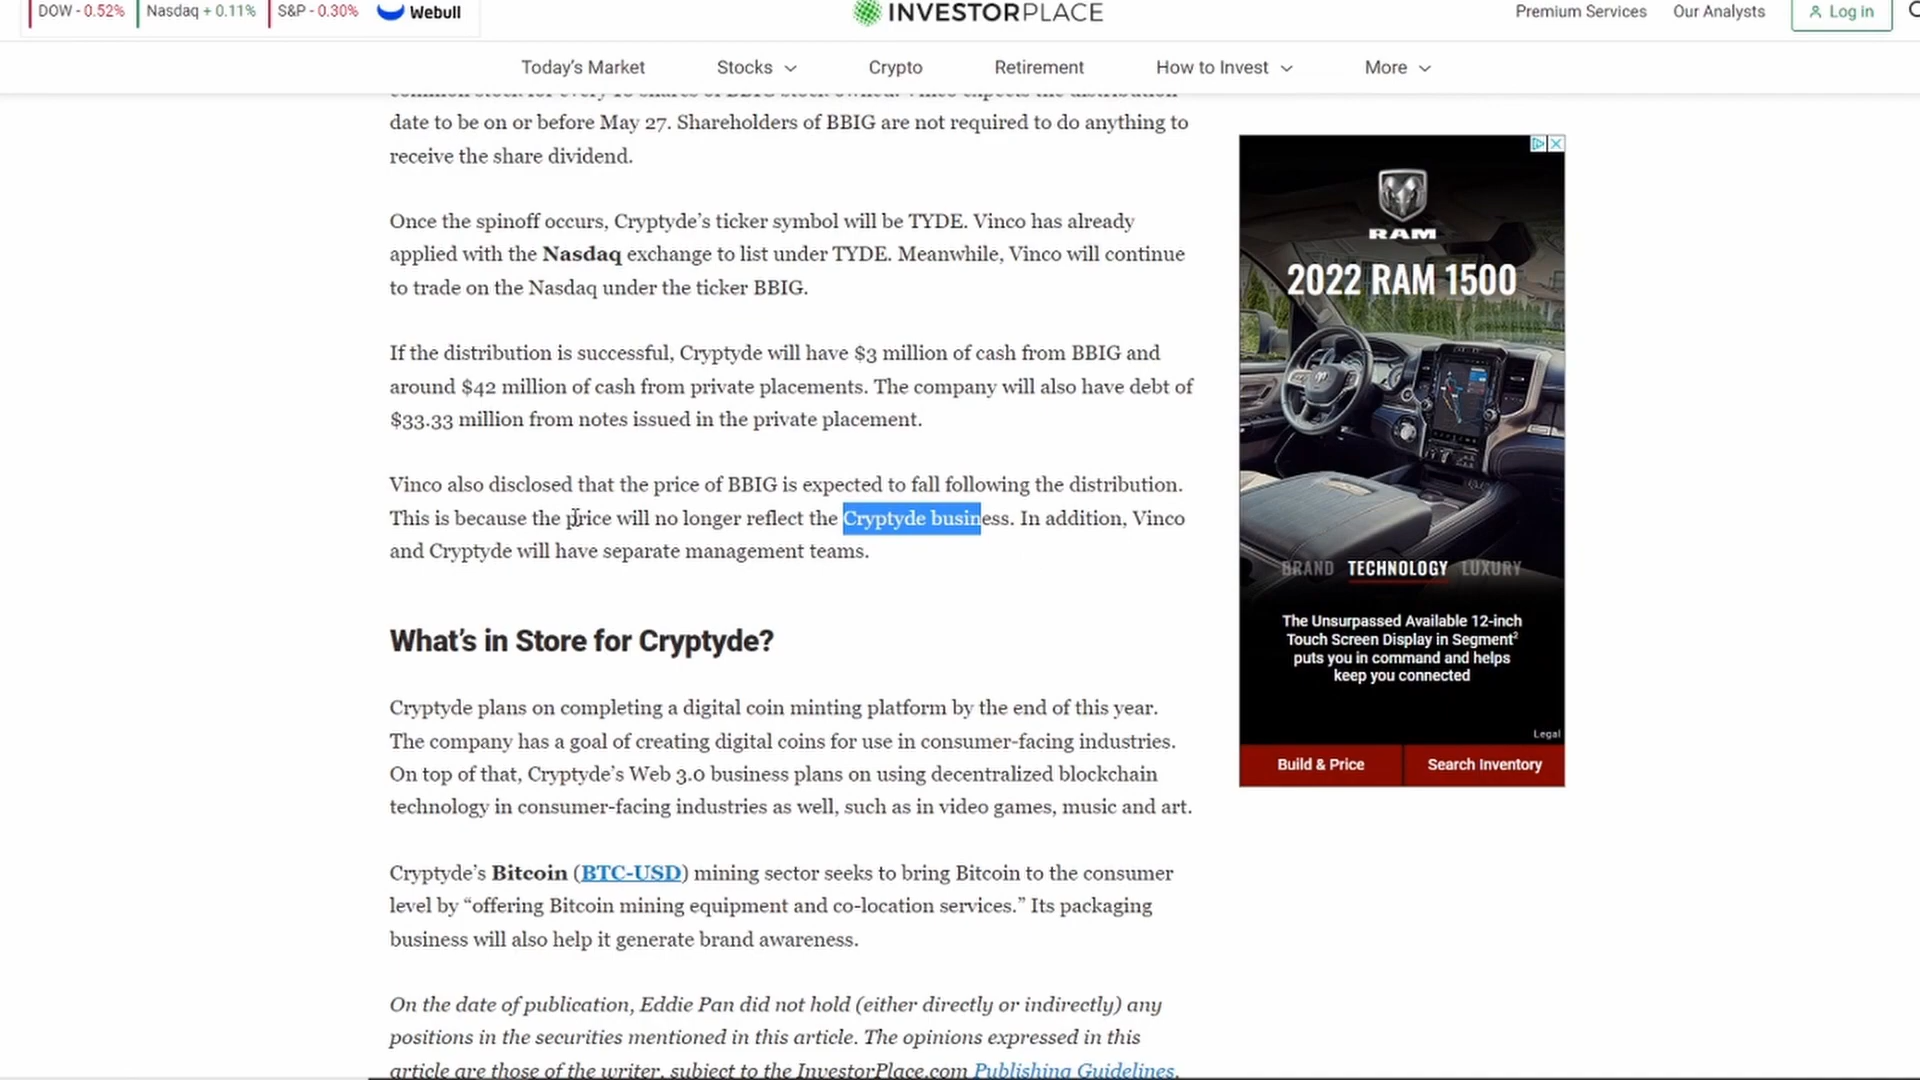 DOW - 0.52% Nasdaq + 0.11% S&P - 0.30% Webull
INVESTORPLACE
Premium Services Our Analysts Log in
Today's Market Stocks Crypto Retirement How to Invest More
common stock for every 10 shares of BBIG stock owned. Vinco expects the distribution
date to be on or before May 27. Shareholders of BBIG are not required to do anything to
receive the share dividend.
Once the spinoff occurs, Cryptyde’s ticker symbol will be TYDE. Vinco has already
applied with the Nasdaq exchange to list under TYDE. Meanwhile, Vinco will continue
to trade on the Nasdaq under the ticker BBIG.
If the distribution is successful, Cryptyde will have $3 million of cash from BBIG and
around $42 million of cash from private placements. The company will also have debt of
$33.33 million from notes issued in the private placement.
Vinco also disclosed that the price of BBIG is expected to fall following the distribution.
This is because the price will no longer reflect the Cryptyde business. In addition, Vinco
and Cryptyde will have separate management teams.
What’s in Store for Cryptyde?
Cryptyde plans on completing a digital coin minting platform by the end of this year.
The company has a goal of creating digital coins for use in consumer-facing industries.
On top of that, Cryptyde’s Web 3.0 business plans on using decentralized blockchain
technology in consumer-facing industries as well, such as in video games, music and art.
Cryptyde’s Bitcoin (BTC-USD) mining sector seeks to bring Bitcoin to the consumer
level by “offering Bitcoin mining equipment and co-location services.” Its packaging
business will also help it generate brand awareness.
On the date of publication, Eddie Pan did not hold (either directly or indirectly) any
positions in the securities mentioned in this article. The opinions expressed in this
article are those of the writer, subject to the InvestorPlace.com Publishing Guidelines.
RAM
2022 RAM 1500
BRAND TECHNOLOGY LUXURY
The Unsurpassed Available 12-inch
Touch Screen Display in Segment²
puts you in command and helps
keep you connected
Legal
Build & Price Search Inventory